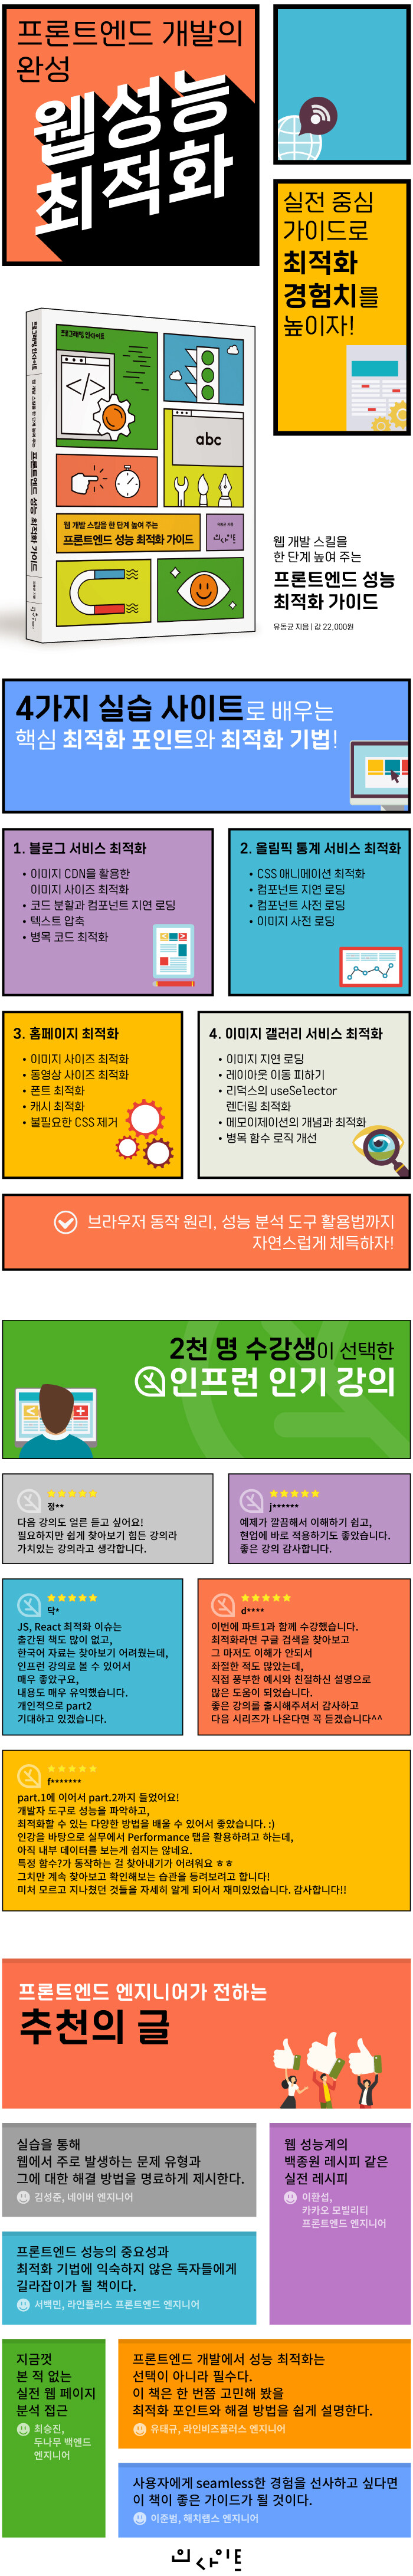 프론트엔드 개발의
완성
웹성능
최적화
실전 중심
가이드로
최적화
경험치를
높이자!
프로그래밍 인사이트
웹 개발 스킬을 한 단계 높여 주는
프론트엔드 성능 최적화 가이드
유동균 지음
인사이트
프로그래밍 인사이트
</>
abc
웹 개발 스킬을 한 단계 높여 주는
프론트엔드 성능 최적화 가이드
유동균 지음
인사이트
웹 개발 스킬을
한 단계 높여 주는
프론트엔드 성능
최적화 가이드
유동균 지음 | 값 22,000원
4가지 실습 사이트로 배우는
핵심 최적화 포인트와 최적화 기법!
1. 블로그 서비스 최적화
• 이미지 CDN을 활용한
이미지 사이즈 최적화
• 코드 분할과 컴포넌트 지연 로딩
• 텍스트 압축
• 병목 코드 최적화
2. 올림픽 통계 서비스 최적화
• CSS 애니메이션 최적화
• 컴포넌트 지연 로딩
• 컴포넌트 사전 로딩
• 이미지 사전 로딩
3. 홈페이지 최적화
• 이미지 사이즈 최적화
• 동영상 사이즈 최적화
• 폰트 최적화
• 캐시 최적화
• 불필요한 CSS 제거
4. 이미지 갤러리 서비스 최적화
• 이미지 지연 로딩
• 레이아웃 이동 피하기
• 리덕스의 useSelector
렌더링 최적화
• 메모이제이션의 개념과 최적화
• 병목 함수 로직 개선
브라우저 동작 원리, 성능 분석 도구 활용법까지
자연스럽게 체득하자!
2천 명 수강생이 선택한
인프런 인기 강의
정**
다음 강의도 얼른 듣고 싶어요!
필요하지만 쉽게 찾아보기 힘든 강의라
가치있는 강의라고 생각합니다.
j******
예제가 깔끔해서 이해하기 쉽고,
현업에 바로 적용하기도 좋았습니다.
좋은 강의 감사합니다.
닥*
JS, React 최적화 이슈는
출간된 책도 많이 없고,
한국어 자료는 찾아보기 어려웠는데,
인프런 강의로 볼 수 있어서
매우 좋았구요,
내용도 매우 유익했습니다.
개인적으로 part2
기대하고 있겠습니다.
d****
이번에 파트1과 함께 수강했습니다.
최적화라면 구글 검색을 찾아보고
그 마저도 이해가 안되서
좌절한 적도 많았는데,
직접 풍부한 예시와 친절하신 설명으로
많은 도움이 되었습니다.
좋은 강의를 출시해주셔서 감사하고
다음 시리즈가 나온다면 꼭 듣겠습니다^^
f*******
part.1에 이어서 part.2까지 들었어요!
개발자 도구로 성능을 파악하고,
최적화할 수 있는 다양한 방법을 배울 수 있어서 좋았습니다. :)
인강을 바탕으로 실무에서 Performance 탭을 활용하려고 하는데,
아직 내부 데이터를 보는게 쉽지는 않네요.
특정 함수?가 동작하는 걸 찾아내기가 어려워요 ㅎㅎ
그치만 계속 찾아보고 확인해보는 습관을 들려보려고 합니다!
미처 모르고 지나쳤던 것들을 자세히 알게 되어서 재미있었습니다. 감사합니다!!
프론트엔드 엔지니어가 전하는
추천의 글
실습을 통해
웹에서 주로 발생하는 문제 유형과
그에 대한 해결 방법을 명료하게 제시한다.
김성준, 네이버 엔지니어
웹 성능계의
백종원 레시피 같은
실전 레시피
이환섭,
카카오 모빌리티
프론트엔드 엔지니어
프론트엔드 성능의 중요성과
최적화 기법에 익숙하지 않은 독자들에게
길라잡이가 될 책이다.
서백민, 라인플러스 프론트엔드 엔지니어
지금껏
본 적 없는
실전 웹 페이지
분석 접근
최승진,
두나무 백엔드
엔지니어
프론트엔드 개발에서 성능 최적화는
선택이 아니라 필수다.
이 책은 한 번쯤 고민해 봤을
최적화 포인트와 해결 방법을 쉽게 설명한다.
유태규, 라인비즈플러스 엔지니어
사용자에게 seamless한 경험을 선사하고 싶다면
이 책이 좋은 가이드가 될 것이다.
이준범, 해치랩스 엔지니어
인사이트